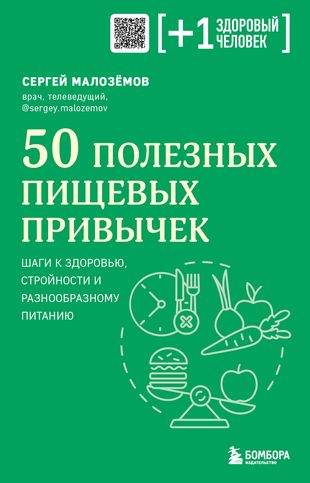 [+1 ЗДОРОВЫЙ
ЧЕЛОВЕК]
СЕРГЕЙ МАЛОЗЁМОВ
врач, телеведущий,
@sergey.malozemov
50 ПОЛЕЗНЫХ
ПИЩЕВЫХ
ПРИВЫЧЕК
ШАГИ К ЗДОРОВЬЮ,
СТРОЙНОСТИ И
РАЗНООБРАЗНОМУ
ПИТАНИЮ
БОМБОРА
ИЗДАТЕЛЬСТВО